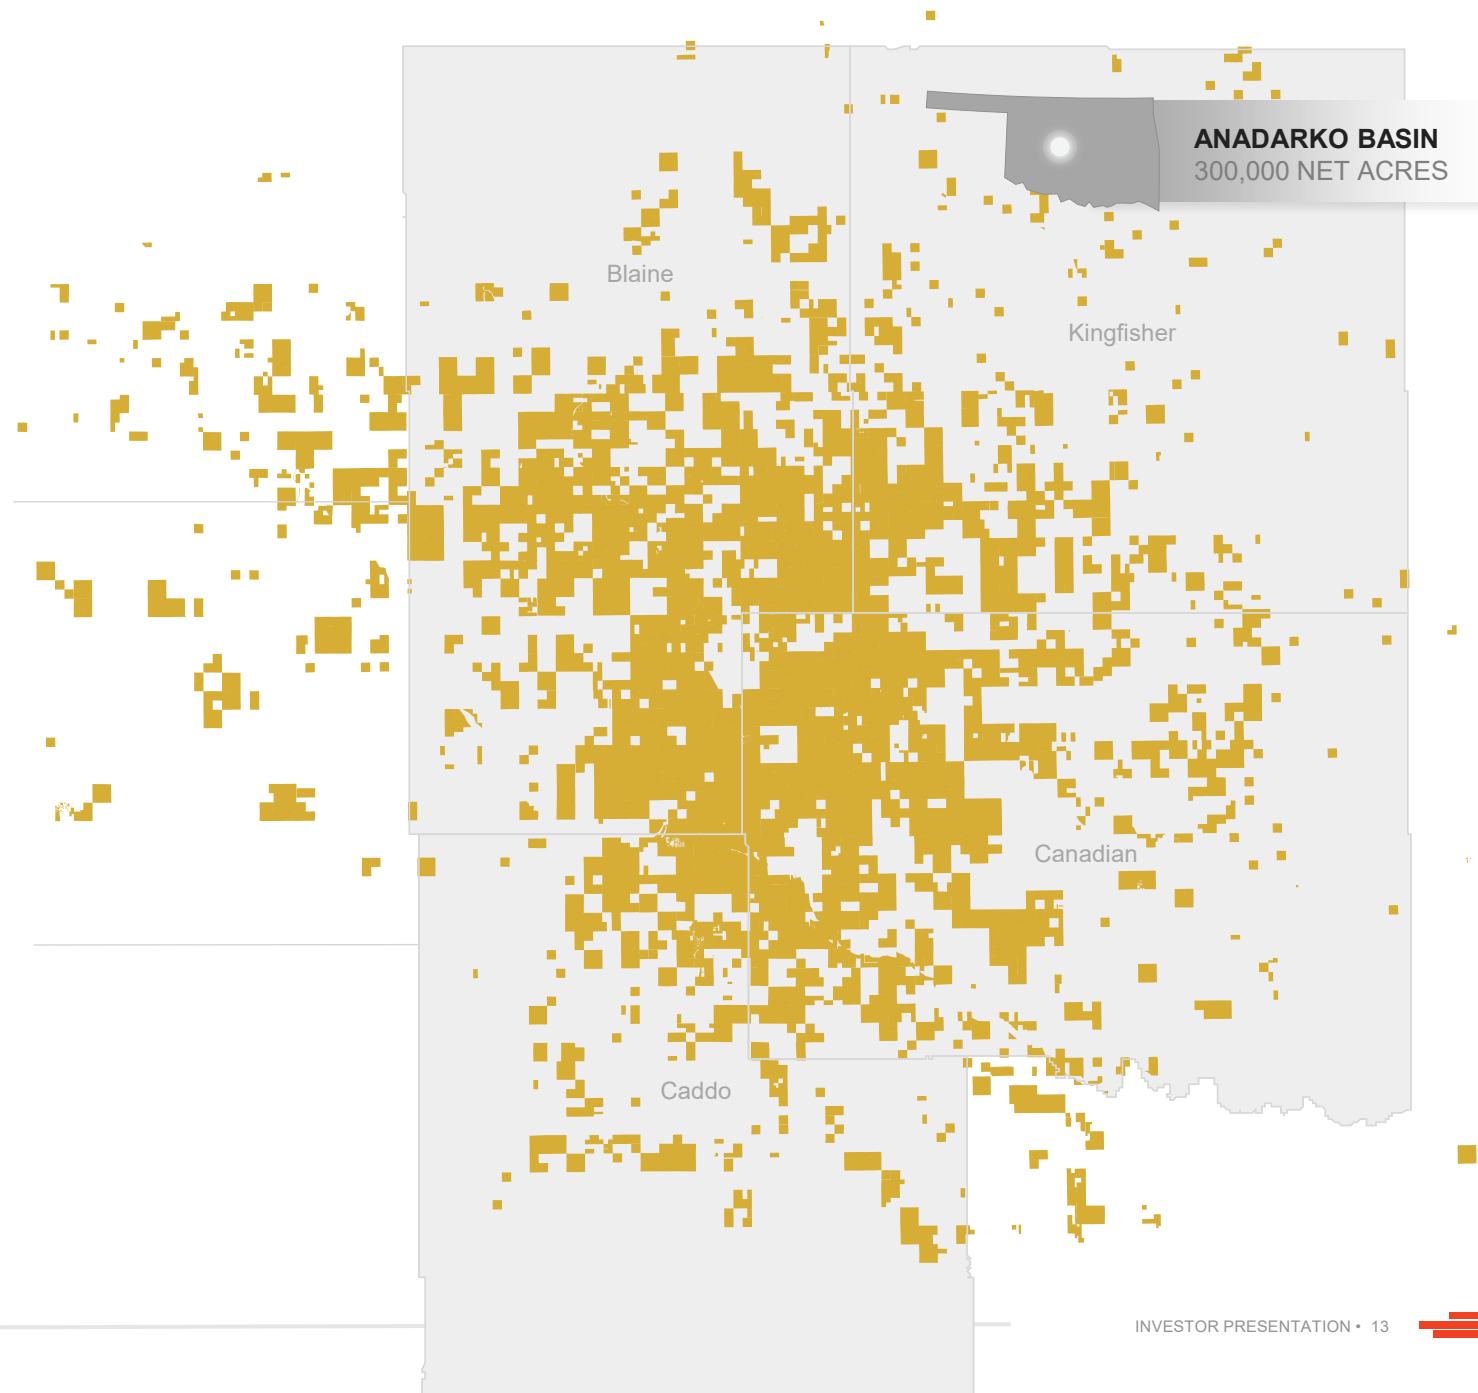 ANADARKO BASIN
300,000 NET ACRES
Blaine
Kingfisher
Canadian
Caddo
INVESTOR PRESENTATION • 13